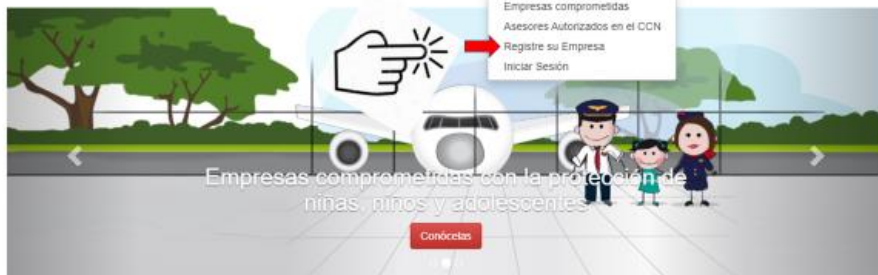 Empresas comprometidas
Asesores Autorizados en el CCN
Registre su Empresa
Iniciar Sesión
Empresas comprometidas con la protección de
niñas, niños y adolescentes
Conócelas